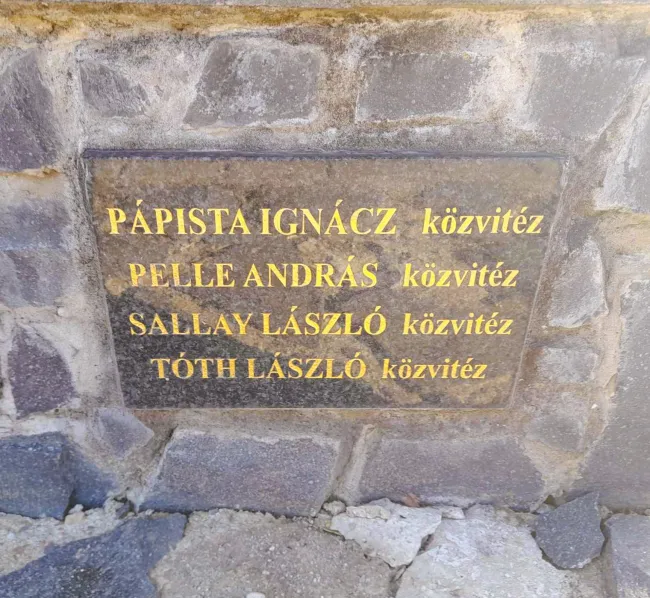 PÁPISTA IGNÁCZ közvitéz
PELLE ANDRÁS közvitéz
SALLAY LÁSZLÓ közvitéz
TÓTH LÁSZLÓ közvitéz